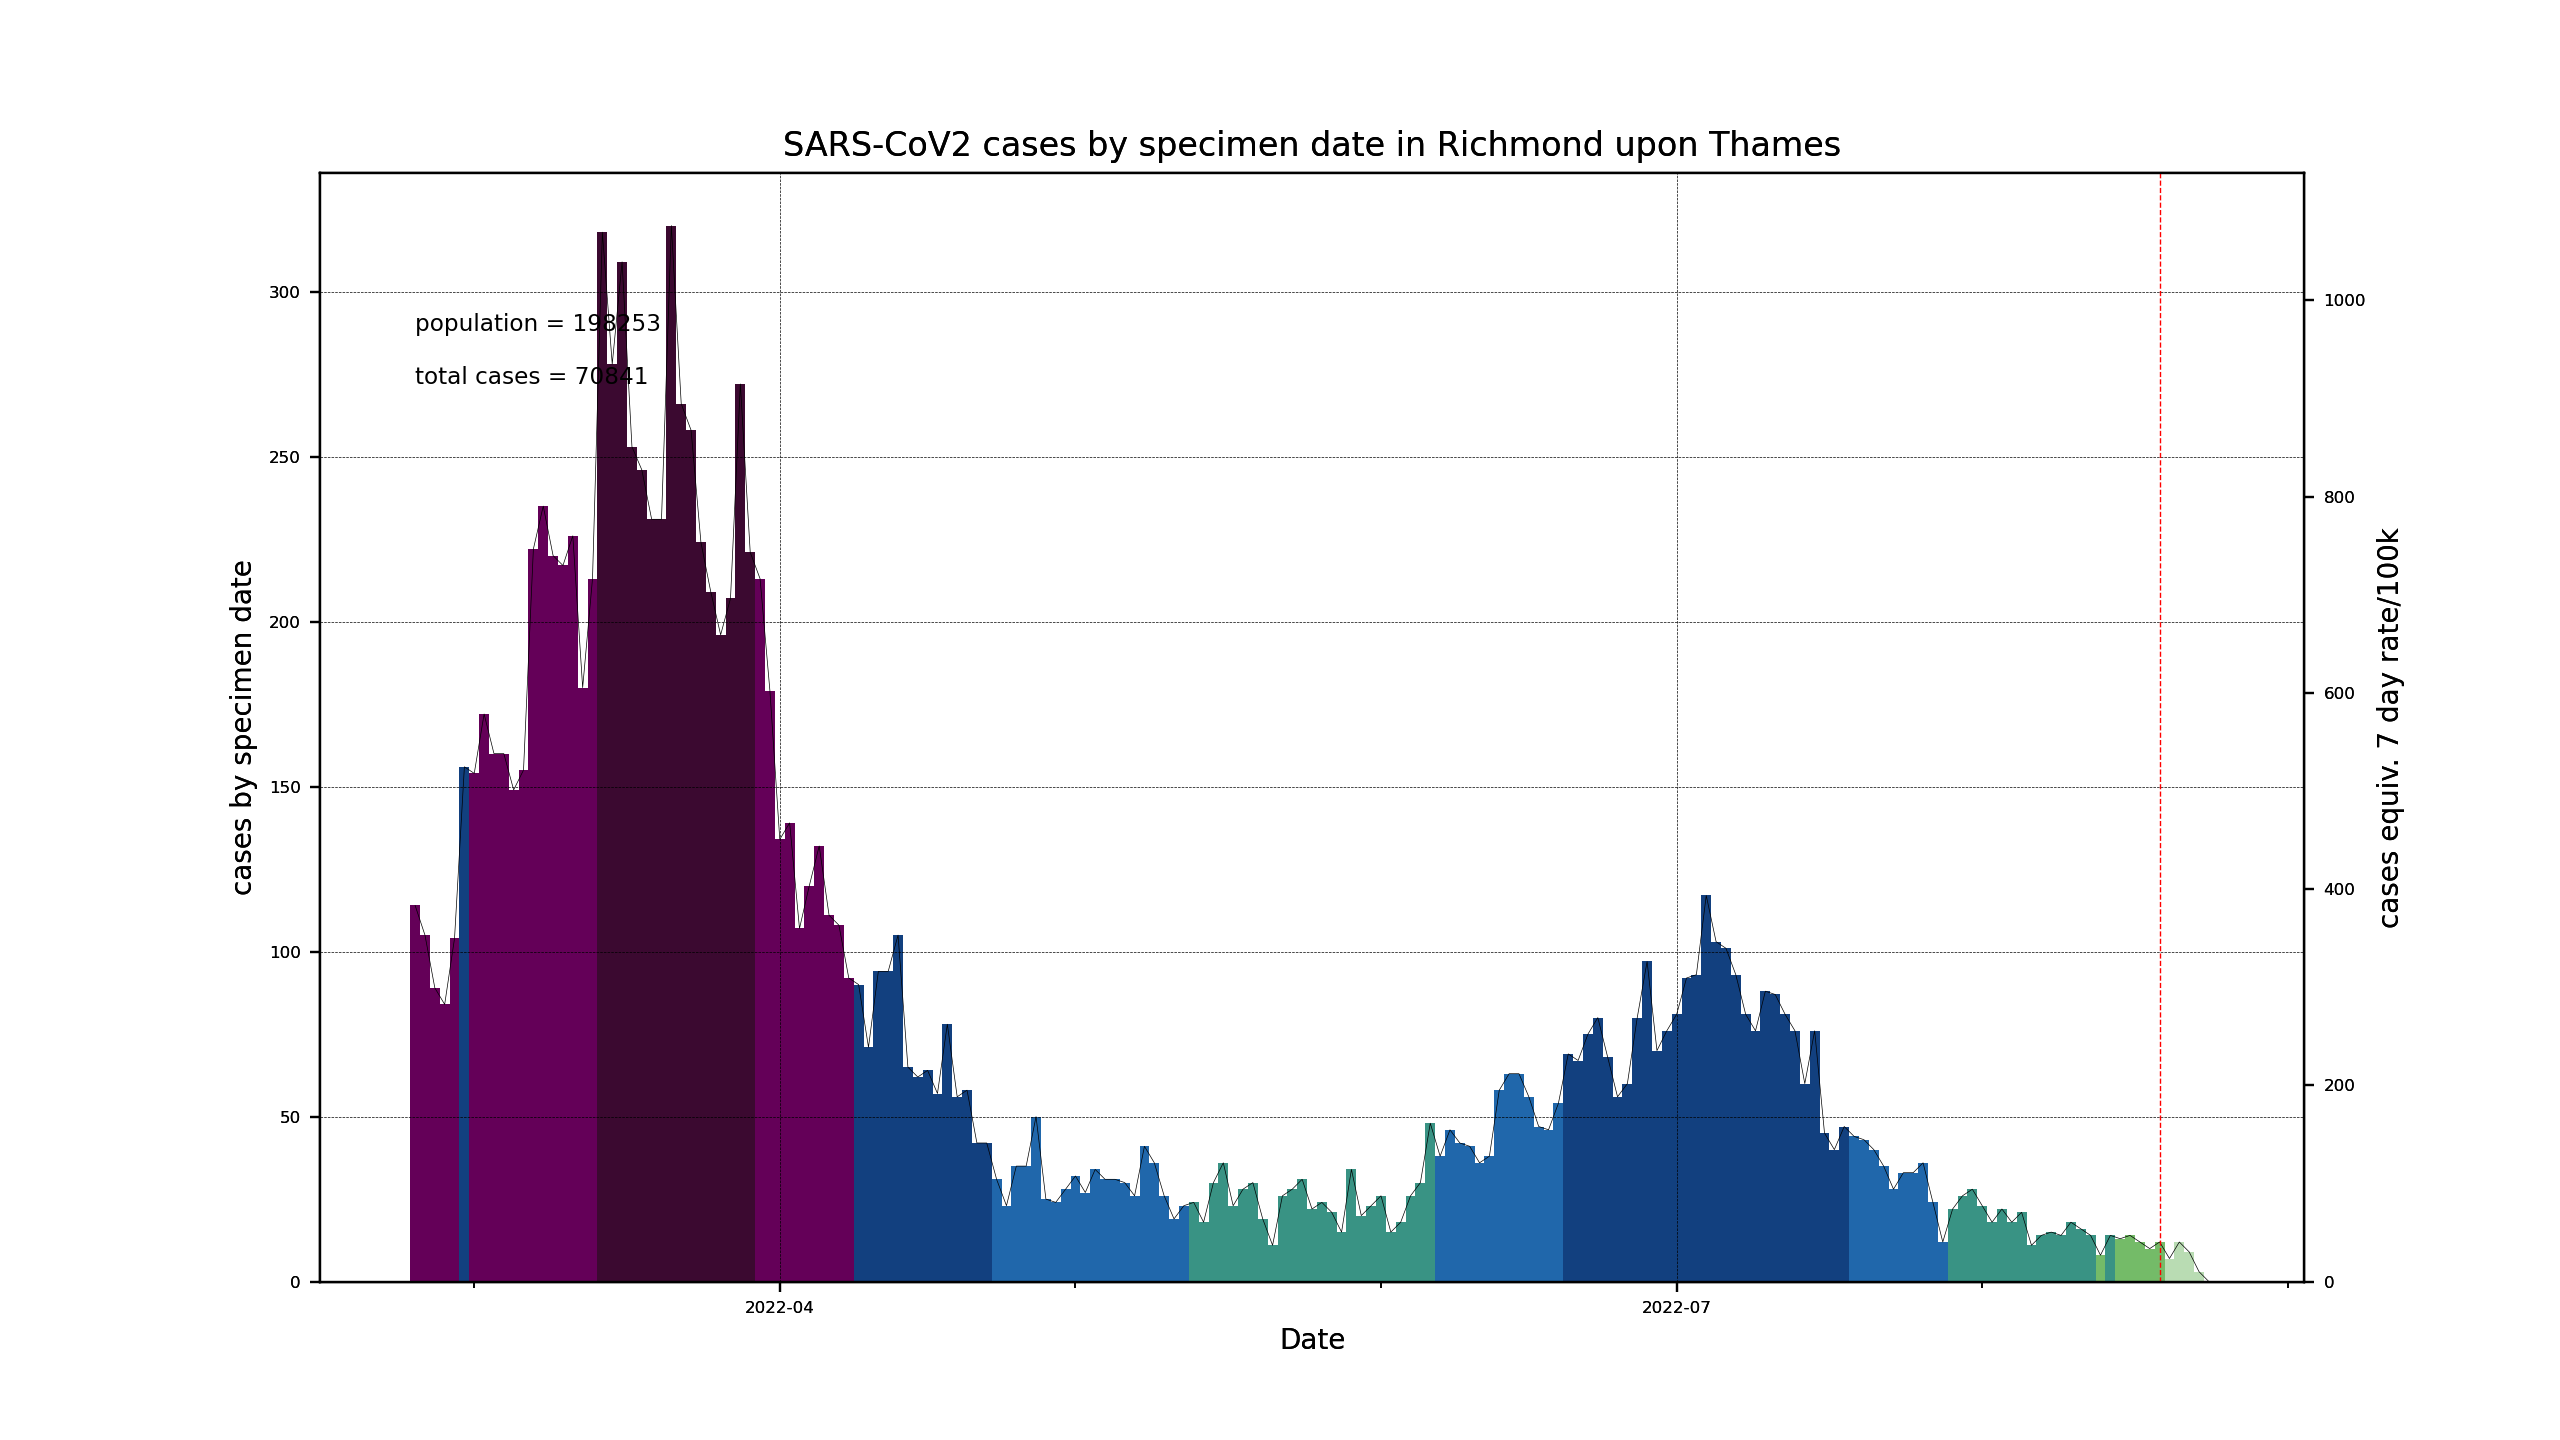 SARS-CoV2 cases by specimen date in Richmond upon Thames
population = 198253
total cases = 70841
cases by specimen date
300
250
200
150
100
50
0
1000
800
600
400
200
0
cases equiv. 7 day rate/100k
2022-04
2022-07
Date